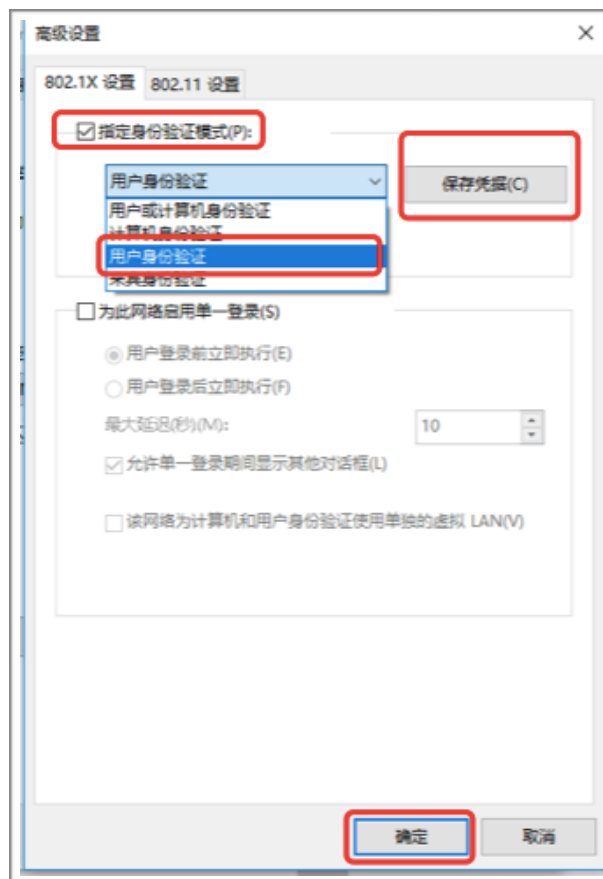 高级设置
802.1X 设置 802.11 设置
指定身份验证模式(P):
用户身份验证
保存凭据(C)
用户或计算机身份验证
计算机身份验证
用户身份验证
来宾身份验证
为此网络启用单一登录(S)
用户登录前立即执行(E)
用户登录后立即执行(F)
最大延迟(秒)(M): 10
允许单一登录期间显示其他对话框(L)
该网络为计算机和用户身份验证使用单独的虚拟 LAN(V)
确定 取消